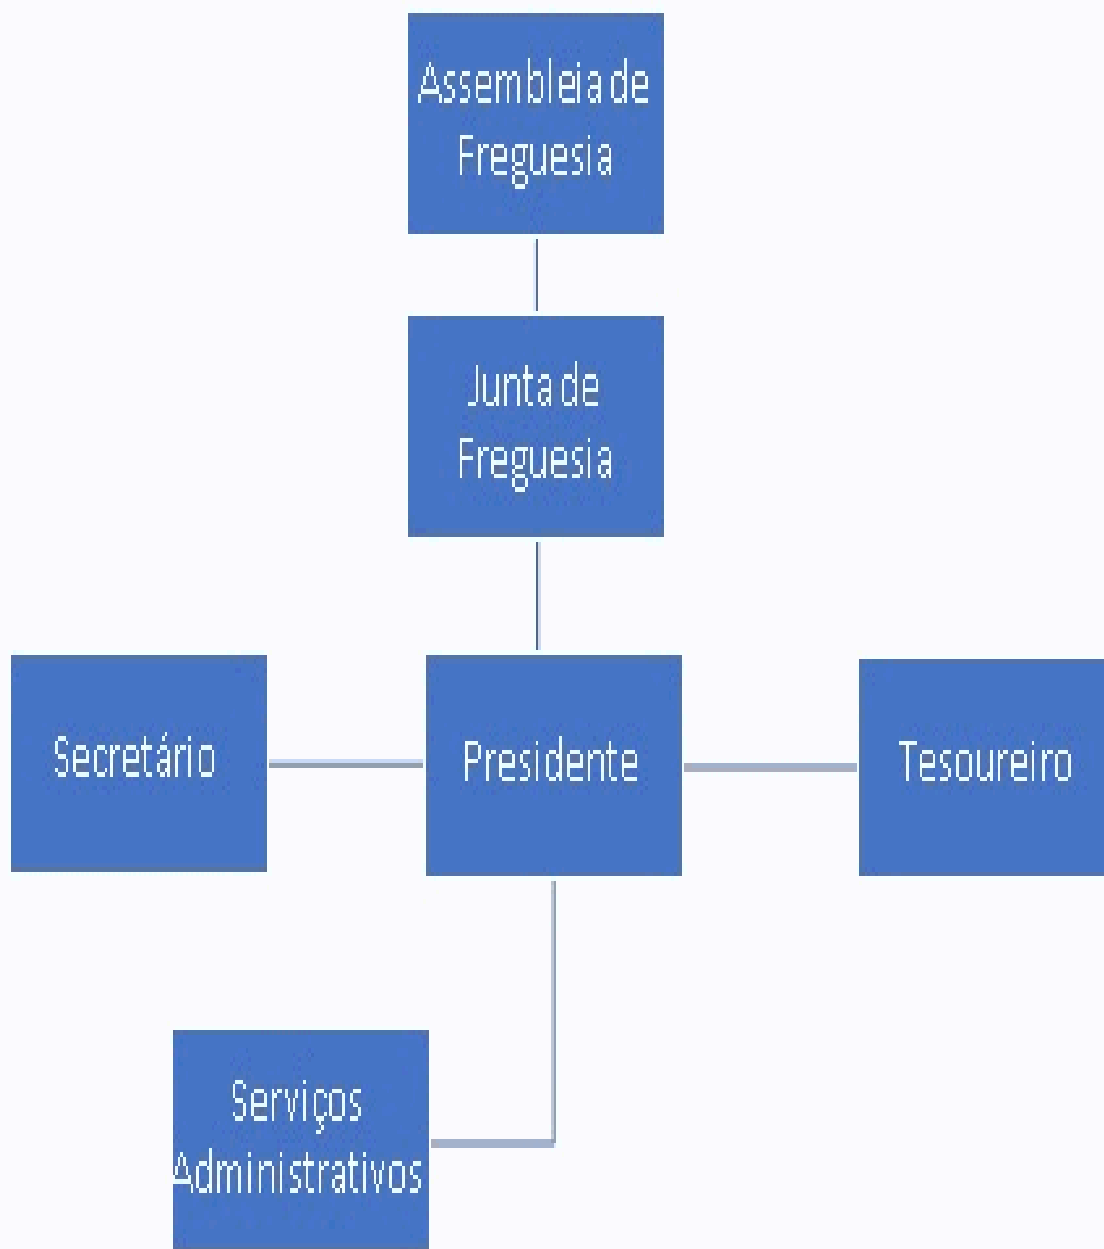 Assembleia de
Freguesia
Junta de
Freguesia
Secretário
Presidente
Tesoureiro
Serviços
Administrativos